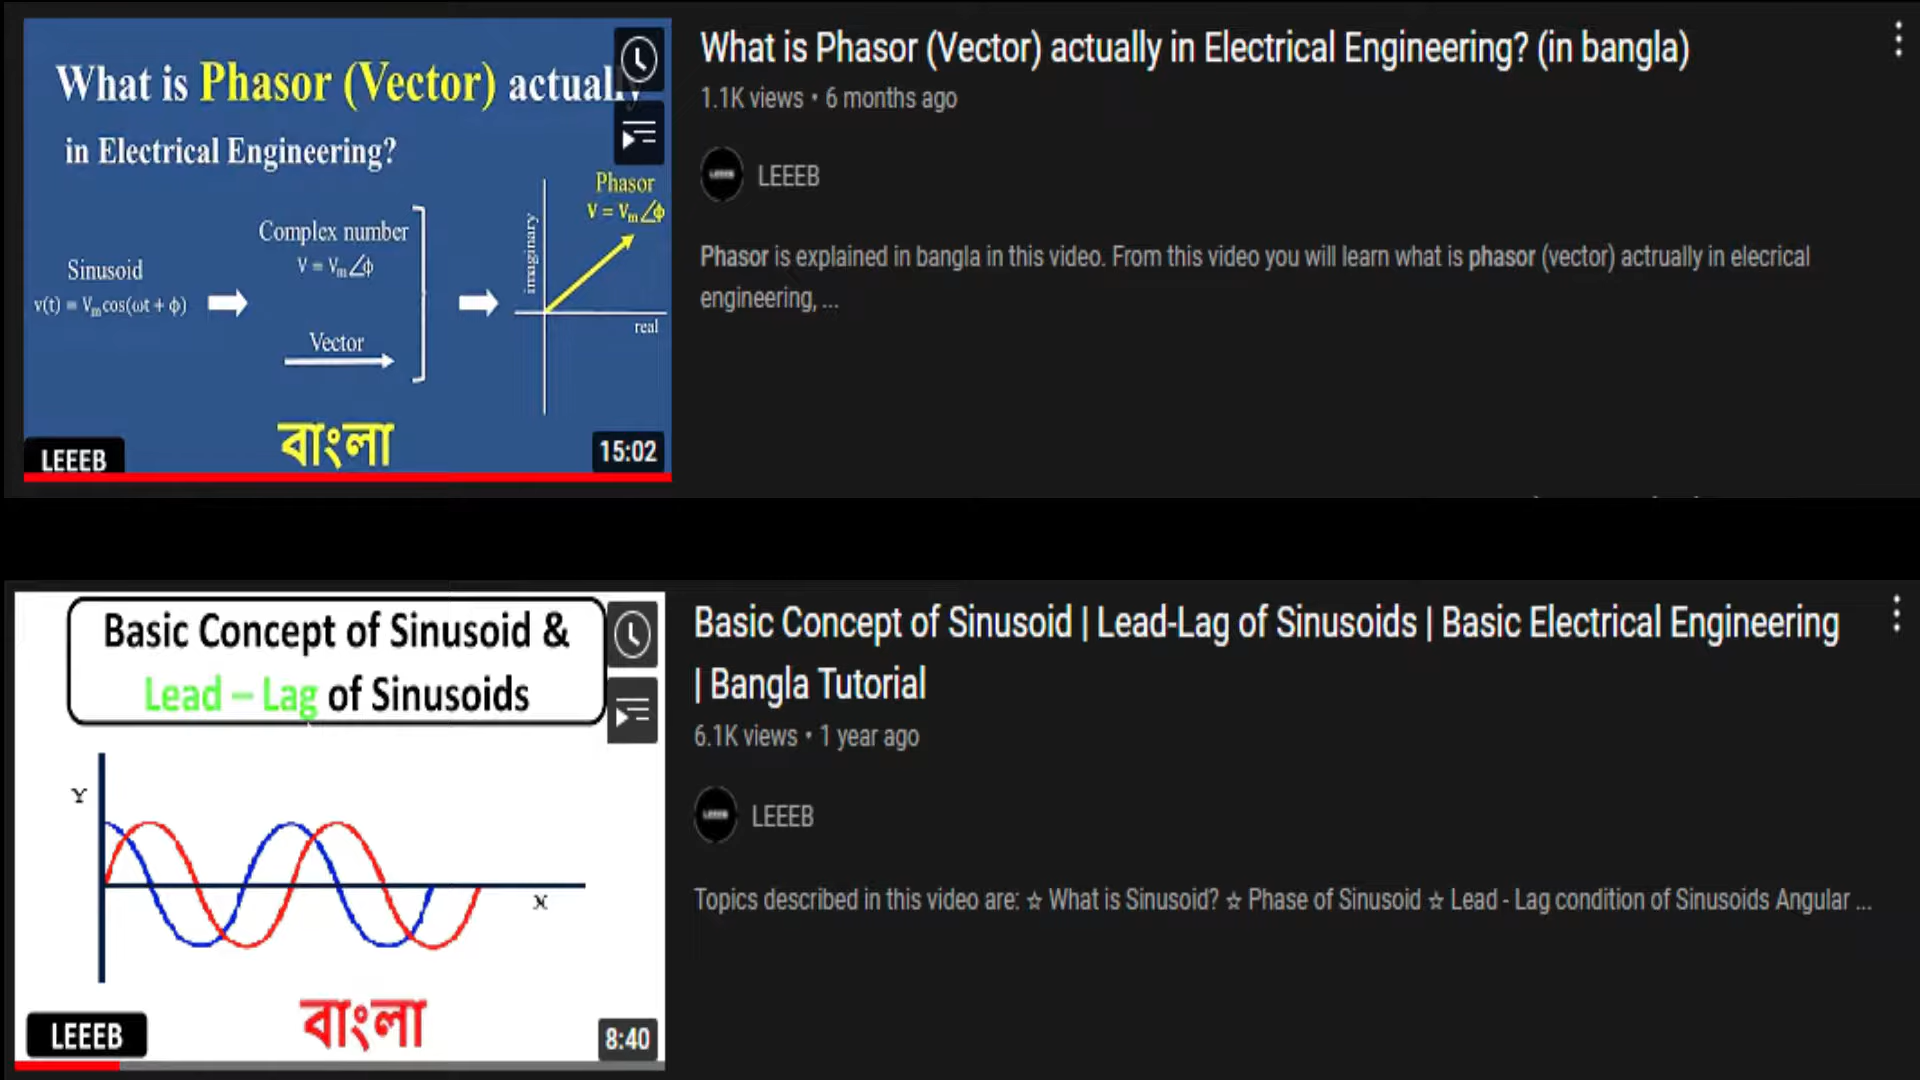 What is Phasor (Vector) actually
in Electrical Engineering?
Phasor
V = Vm∠ϕ
Complex number
V = Vm∠ϕ
Sinusoid
v(t) = Vmcos(ωt + ϕ)
Vector
imaginary
real
বাংলা
LEEEB
15:02
What is Phasor (Vector) actually in Electrical Engineering? (in bangla)
1.1K views • 6 months ago
LEEEB
Phasor is explained in bangla in this video. From this video you will learn what is phasor (vector) actrually in elecrical
engineering, ...
Basic Concept of Sinusoid &
Lead – Lag of Sinusoids
Y
X
বাংলা
LEEEB
8:40
Basic Concept of Sinusoid | Lead-Lag of Sinusoids | Basic Electrical Engineering
| Bangla Tutorial
6.1K views • 1 year ago
LEEEB
Topics described in this video are: ☆ What is Sinusoid? ☆ Phase of Sinusoid ☆ Lead - Lag condition of Sinusoids Angular ...